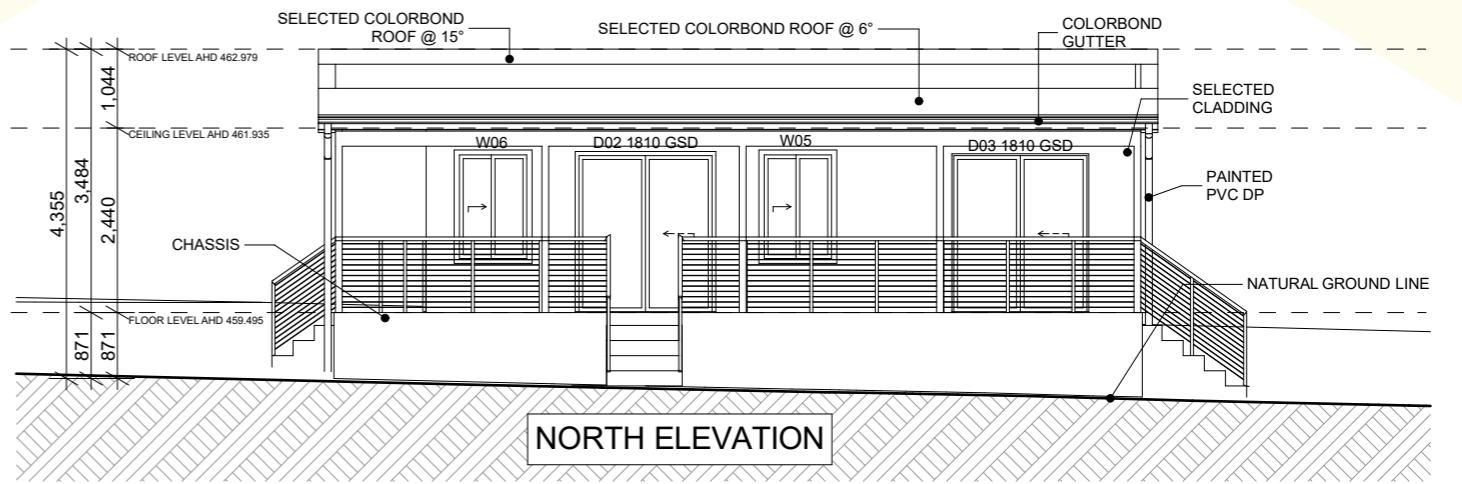 SELECTED COLORBOND
ROOF @ 15°
SELECTED COLORBOND ROOF @ 6°
COLORBOND
GUTTER
ROOF LEVEL AHD 462.979
1,044
SELECTED
CLADDING
CEILING LEVEL AHD 461.935
W06
D02 1810 GSD
W05
D03 1810 GSD
4,355
3,484
2,440
PAINTED
PVC DP
CHASSIS
NATURAL GROUND LINE
FLOOR LEVEL AHD 459.495
871
871
NORTH ELEVATION